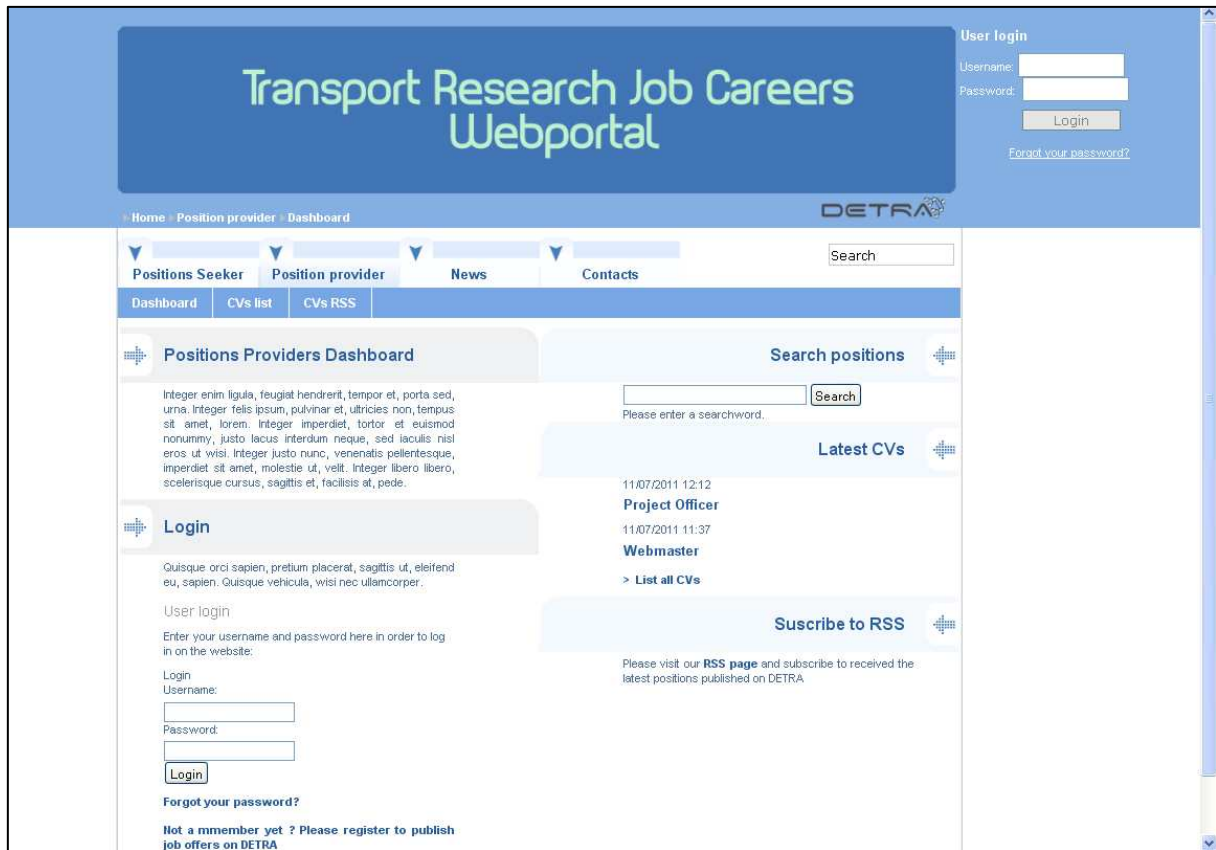 Transport Research Job Careers
Webportal
User login
Username:
Password:
Login
Forgot your password?
Home Position provider Dashboard
DETRA
Positions Seeker Position provider News Contacts
Search
Dashboard CVs list CVs RSS
Positions Providers Dashboard
Integer enim ligula, feugiat hendrerit, tempor et, porta sed,
urna. Integer felis ipsum, pulvinar et, ultricies non, tempus
sit amet, lorem. Integer imperdiet, tortor et euismod
nonummy, justo lacus interdum neque, sed iaculis nisl
eros ut wisi. Integer justo nunc, venenatis pellentesque,
imperdiet sit amet, molestie ut, velit. Integer libero libero,
scelerisque cursus, sagittis et, facilisis at, pede.
Login
Quisque orci sapien, pretium placerat, sagittis ut, eleifend
eu, sapien. Quisque vehicula, wisi nec ullamcorper.
User login
Enter your username and password here in order to log
in on the website:
Login
Username:
Password:
Login
Forgot your password?
Not a mmember yet ? Please register to publish
job offers on DETRA
Search positions
Search
Please enter a searchword.
Latest CVs
11/07/2011 12:12
Project Officer
11/07/2011 11:37
Webmaster
> List all CVs
Suscribe to RSS
Please visit our RSS page and subscribe to received the
latest positions published on DETRA